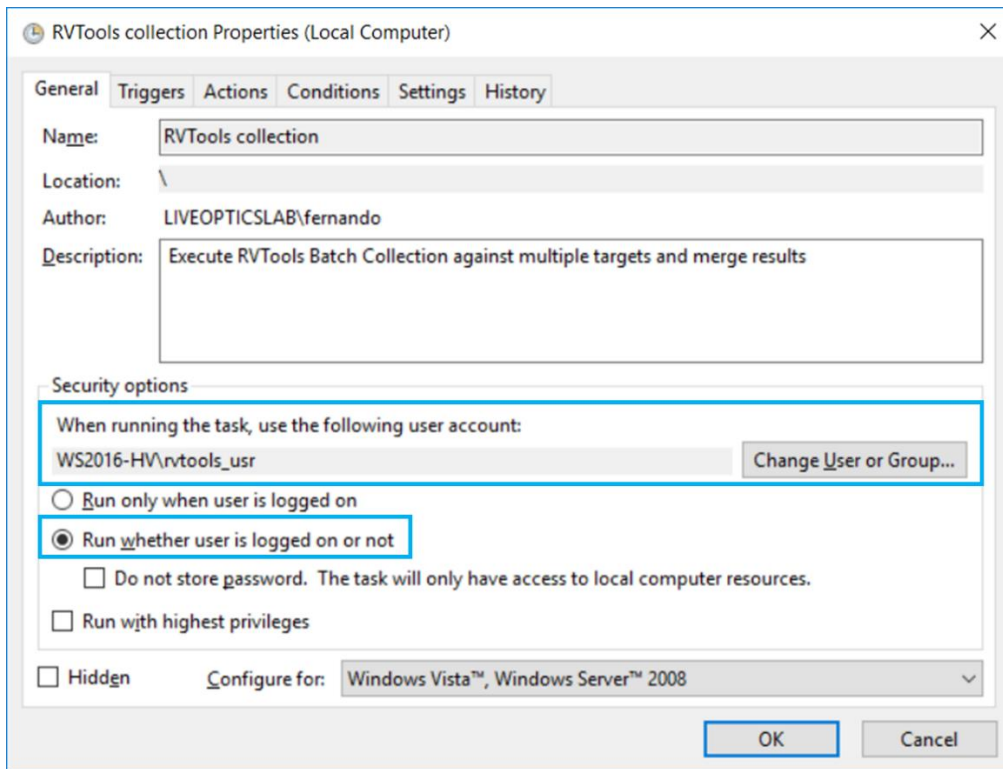 RVTools collection Properties (Local Computer)
General Triggers Actions Conditions Settings History
Name: RVTools collection
Location: \
Author: LIVEOPTICSLAB\fernando
Description: Execute RVTools Batch Collection against multiple targets and merge results
Security options
When running the task, use the following user account:
WS2016-HV\rvtools_usr Change User or Group...
Run only when user is logged on
Run whether user is logged on or not
Do not store password. The task will only have access to local computer resources.
Run with highest privileges
Hidden Configure for: Windows Vista™, Windows Server™ 2008
OK Cancel